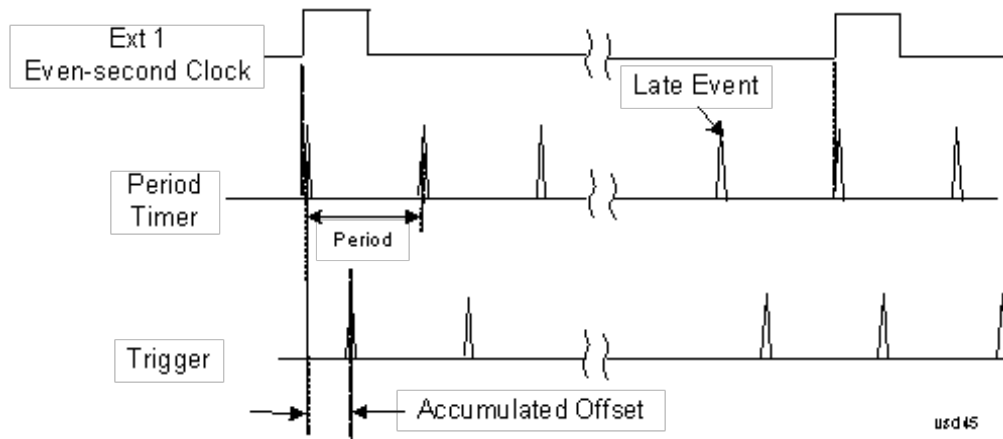 Ext 1
Even-second Clock
Late Event
Period
Timer
Period
Trigger
Accumulated Offset
usd45